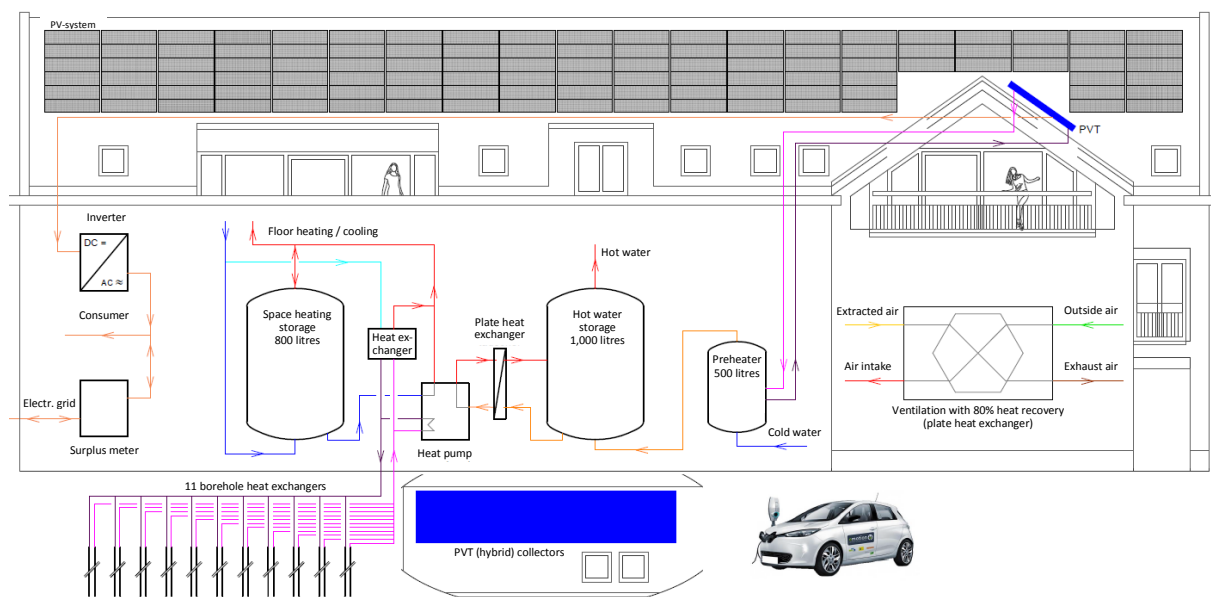 PV-system
PVT
Inverter
DC =
AC ≈
Consumer
Electr. grid
Surplus meter
Floor heating / cooling
Space heating
storage
800 litres
Heat ex-
changer
Heat pump
Plate heat
exchanger
Hot water
Hot water
storage
1,000 litres
Preheater
500 litres
Cold water
Extracted air
Outside air
Air intake
Exhaust air
Ventilation with 80% heat recovery
(plate heat exchanger)
11 borehole heat exchangers
PVT (hybrid) collectors